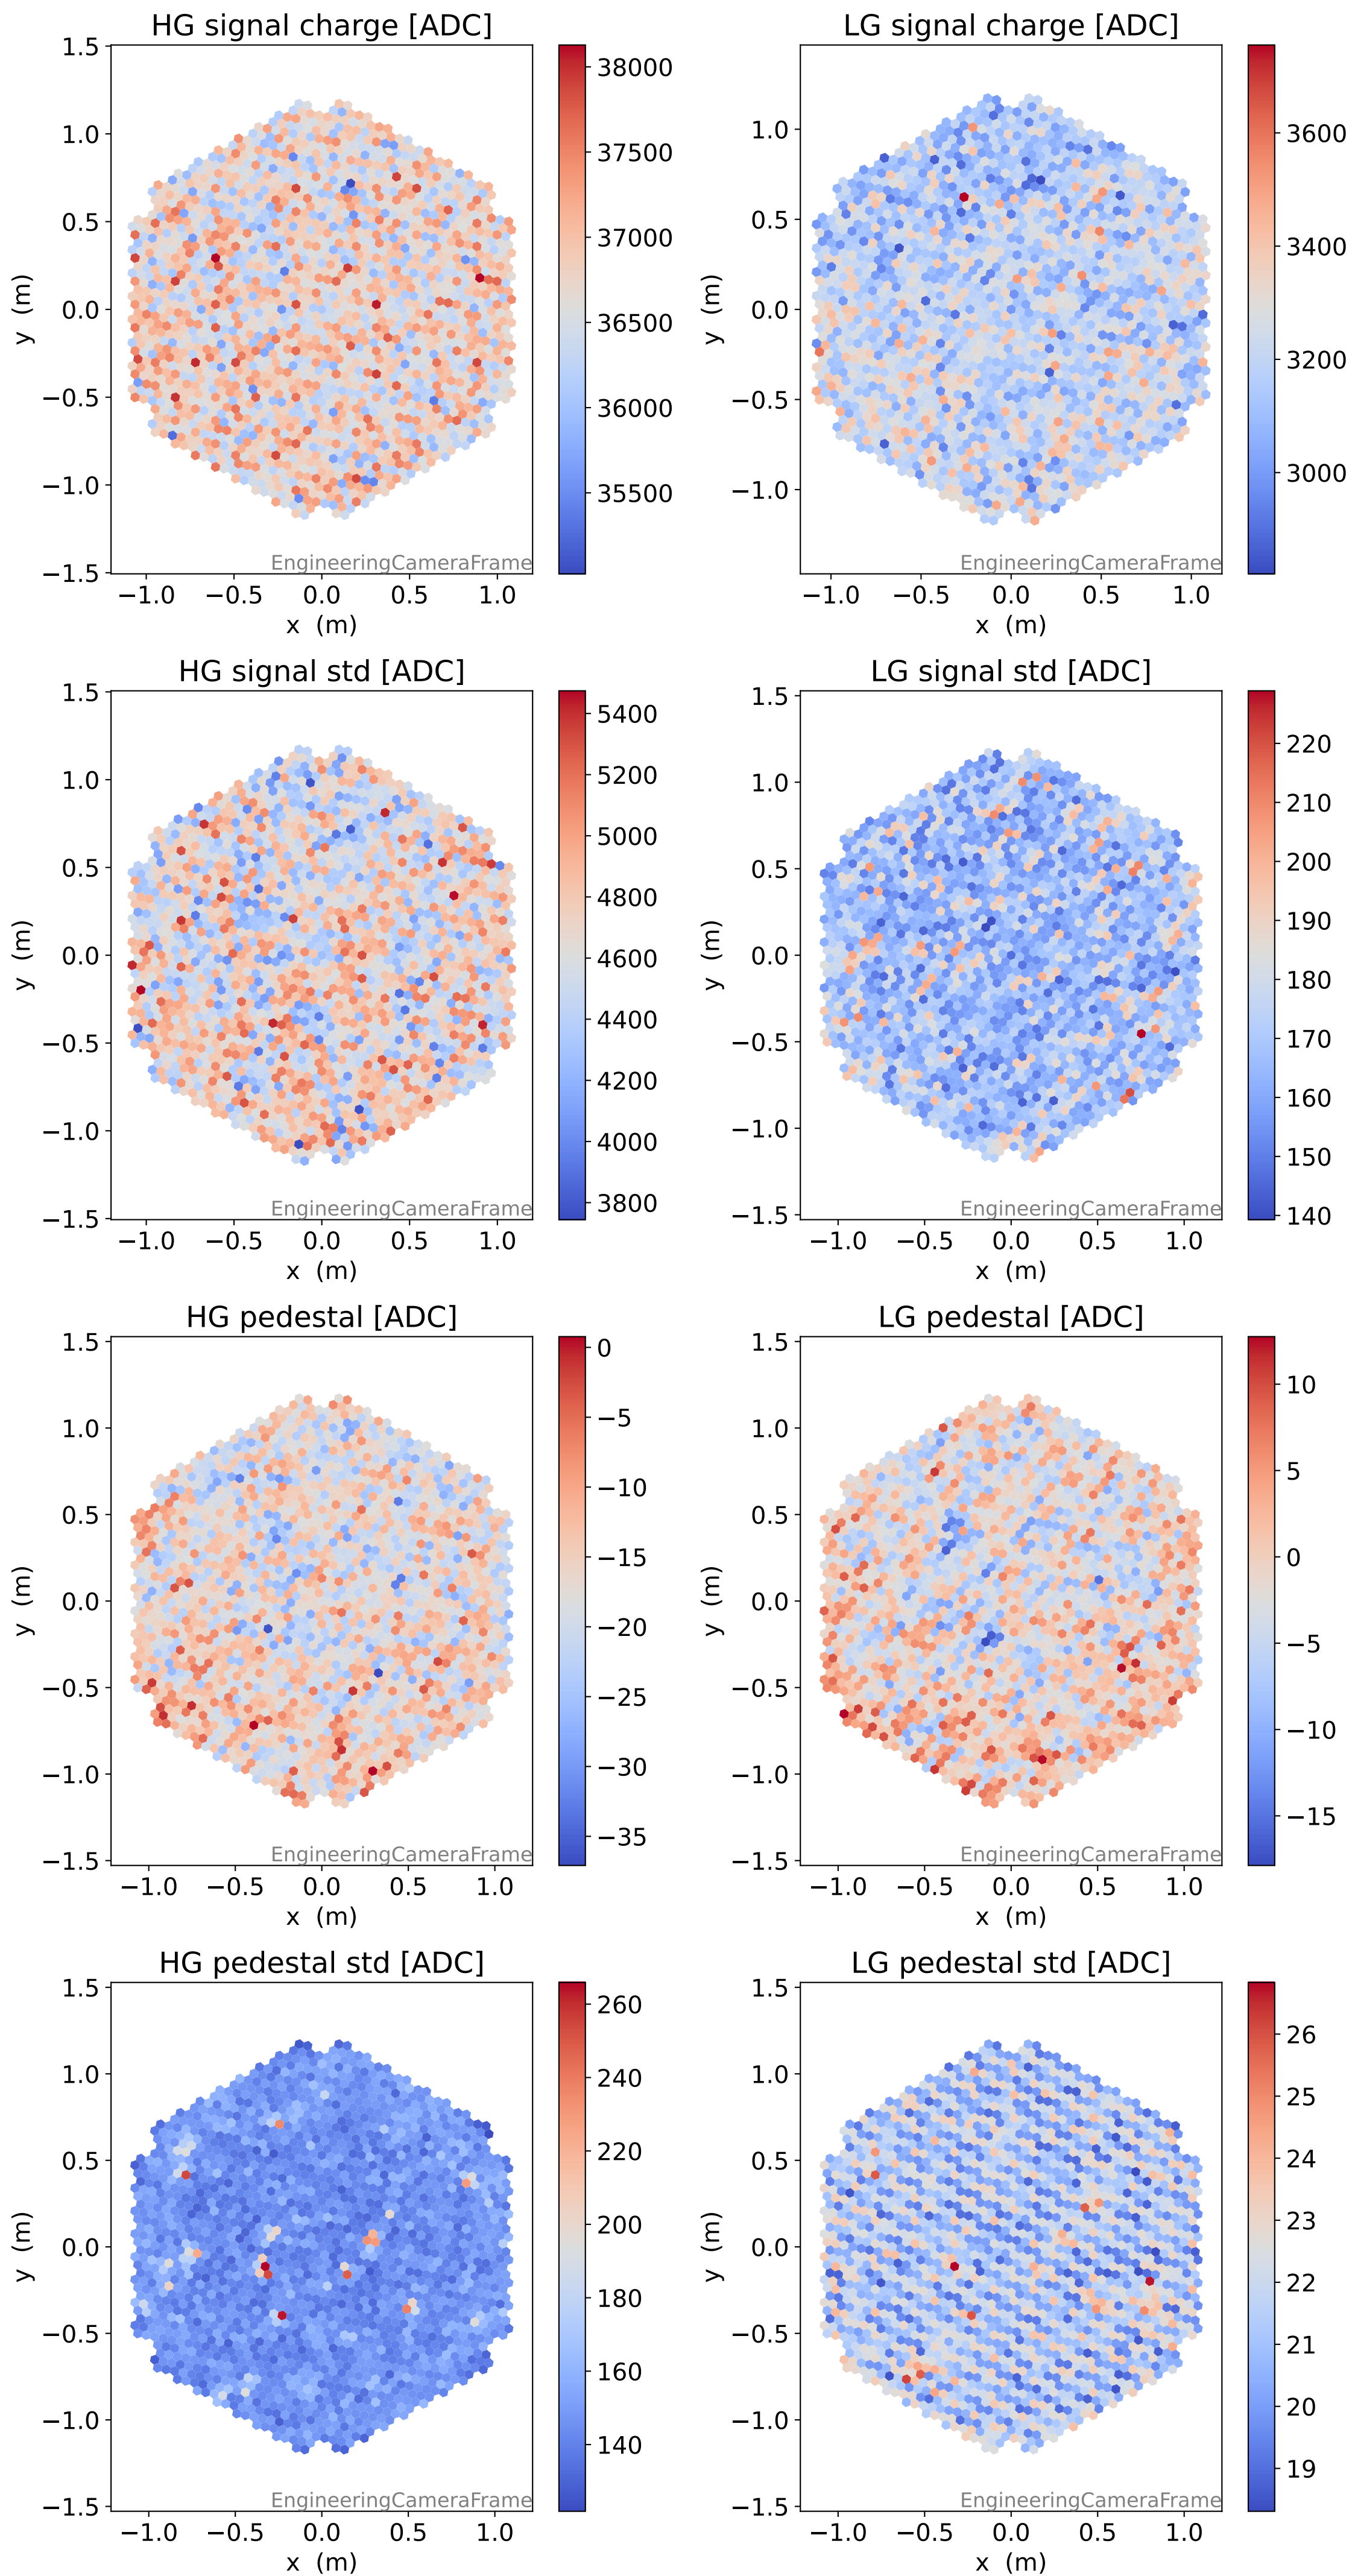 HG signal charge [ADC]
1.5
1.0
0.5
0.0
−0.5
−1.0
−1.5
y (m)
−1.0 −0.5 0.0 0.5 1.0
x (m)
EngineeringCameraFrame
38000
37500
37000
36500
36000
35500
LG signal charge [ADC]
1.0
0.5
0.0
−0.5
−1.0
y (m)
−1.0 −0.5 0.0 0.5 1.0
x (m)
EngineeringCameraFrame
3600
3400
3200
3000
HG signal std [ADC]
1.5
1.0
0.5
0.0
−0.5
−1.0
−1.5
y (m)
−1.0 −0.5 0.0 0.5 1.0
x (m)
EngineeringCameraFrame
5400
5200
5000
4800
4600
4400
4200
4000
3800
LG signal std [ADC]
1.5
1.0
0.5
0.0
−0.5
−1.0
−1.5
y (m)
−1.0 −0.5 0.0 0.5 1.0
x (m)
EngineeringCameraFrame
220
210
200
190
180
170
160
150
140
HG pedestal [ADC]
1.5
1.0
0.5
0.0
−0.5
−1.0
−1.5
y (m)
−1.0 −0.5 0.0 0.5 1.0
x (m)
EngineeringCameraFrame
0
−5
−10
−15
−20
−25
−30
−35
LG pedestal [ADC]
1.5
1.0
0.5
0.0
−0.5
−1.0
−1.5
y (m)
−1.0 −0.5 0.0 0.5 1.0
x (m)
EngineeringCameraFrame
10
5
0
−5
−10
−15
HG pedestal std [ADC]
1.5
1.0
0.5
0.0
−0.5
−1.0
−1.5
y (m)
−1.0 −0.5 0.0 0.5 1.0
x (m)
EngineeringCameraFrame
260
240
220
200
180
160
140
LG pedestal std [ADC]
1.5
1.0
0.5
0.0
−0.5
−1.0
−1.5
y (m)
−1.0 −0.5 0.0 0.5 1.0
x (m)
EngineeringCameraFrame
26
25
24
23
22
21
20
19